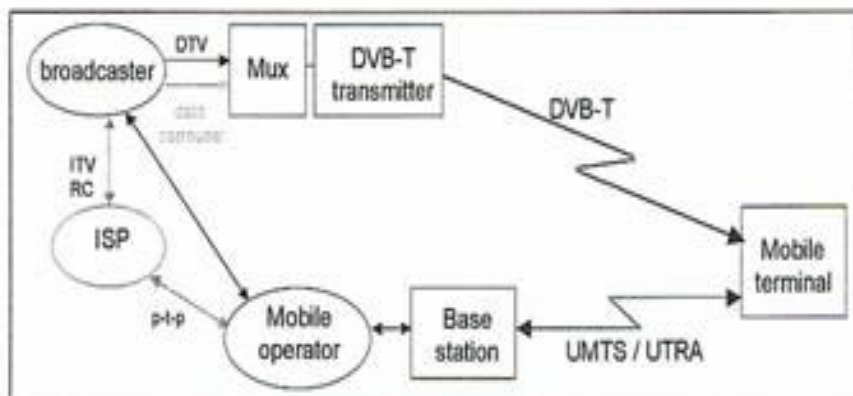 DTV
broadcaster
Mux
DVB-T
transmitter
DVB-T
ITV
RC
ISP
Mobile
terminal
p-t-p
Mobile
operator
Base
station
UMTS / UTRA